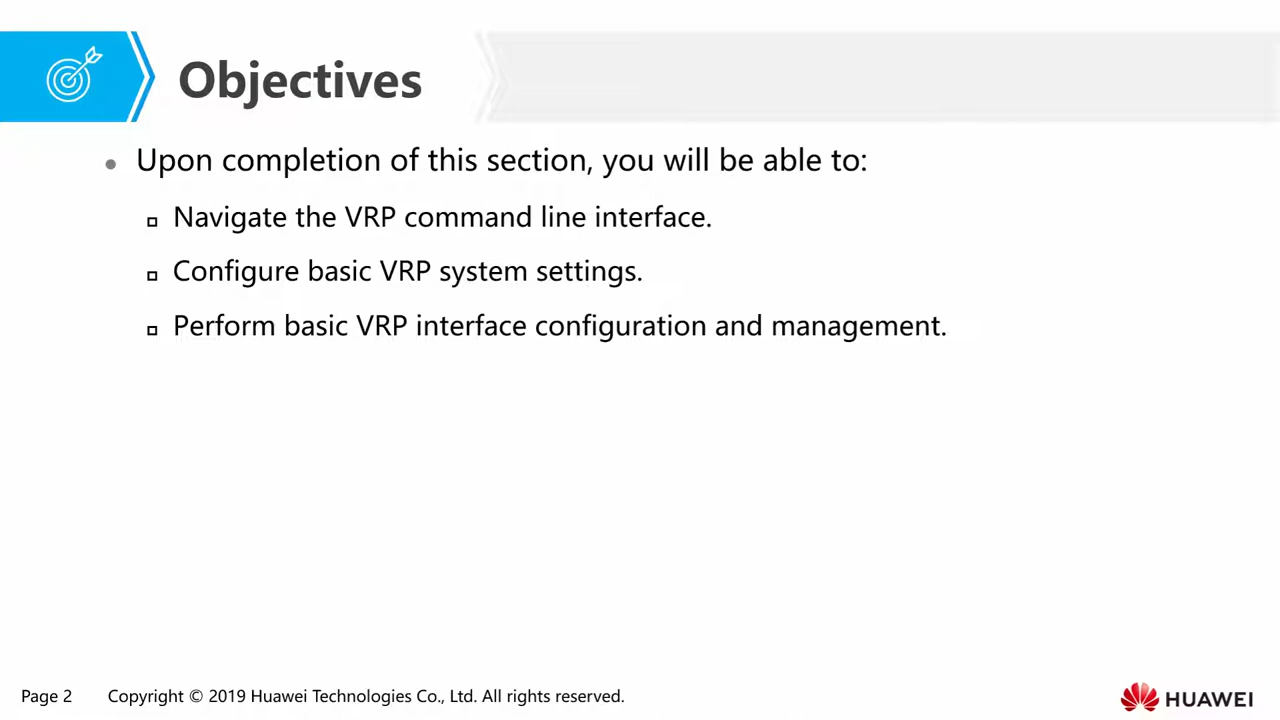 Objectives
Upon completion of this section, you will be able to:
Navigate the VRP command line interface.
Configure basic VRP system settings.
Perform basic VRP interface configuration and management.
Page 2 Copyright © 2019 Huawei Technologies Co., Ltd. All rights reserved.
HUAWEI